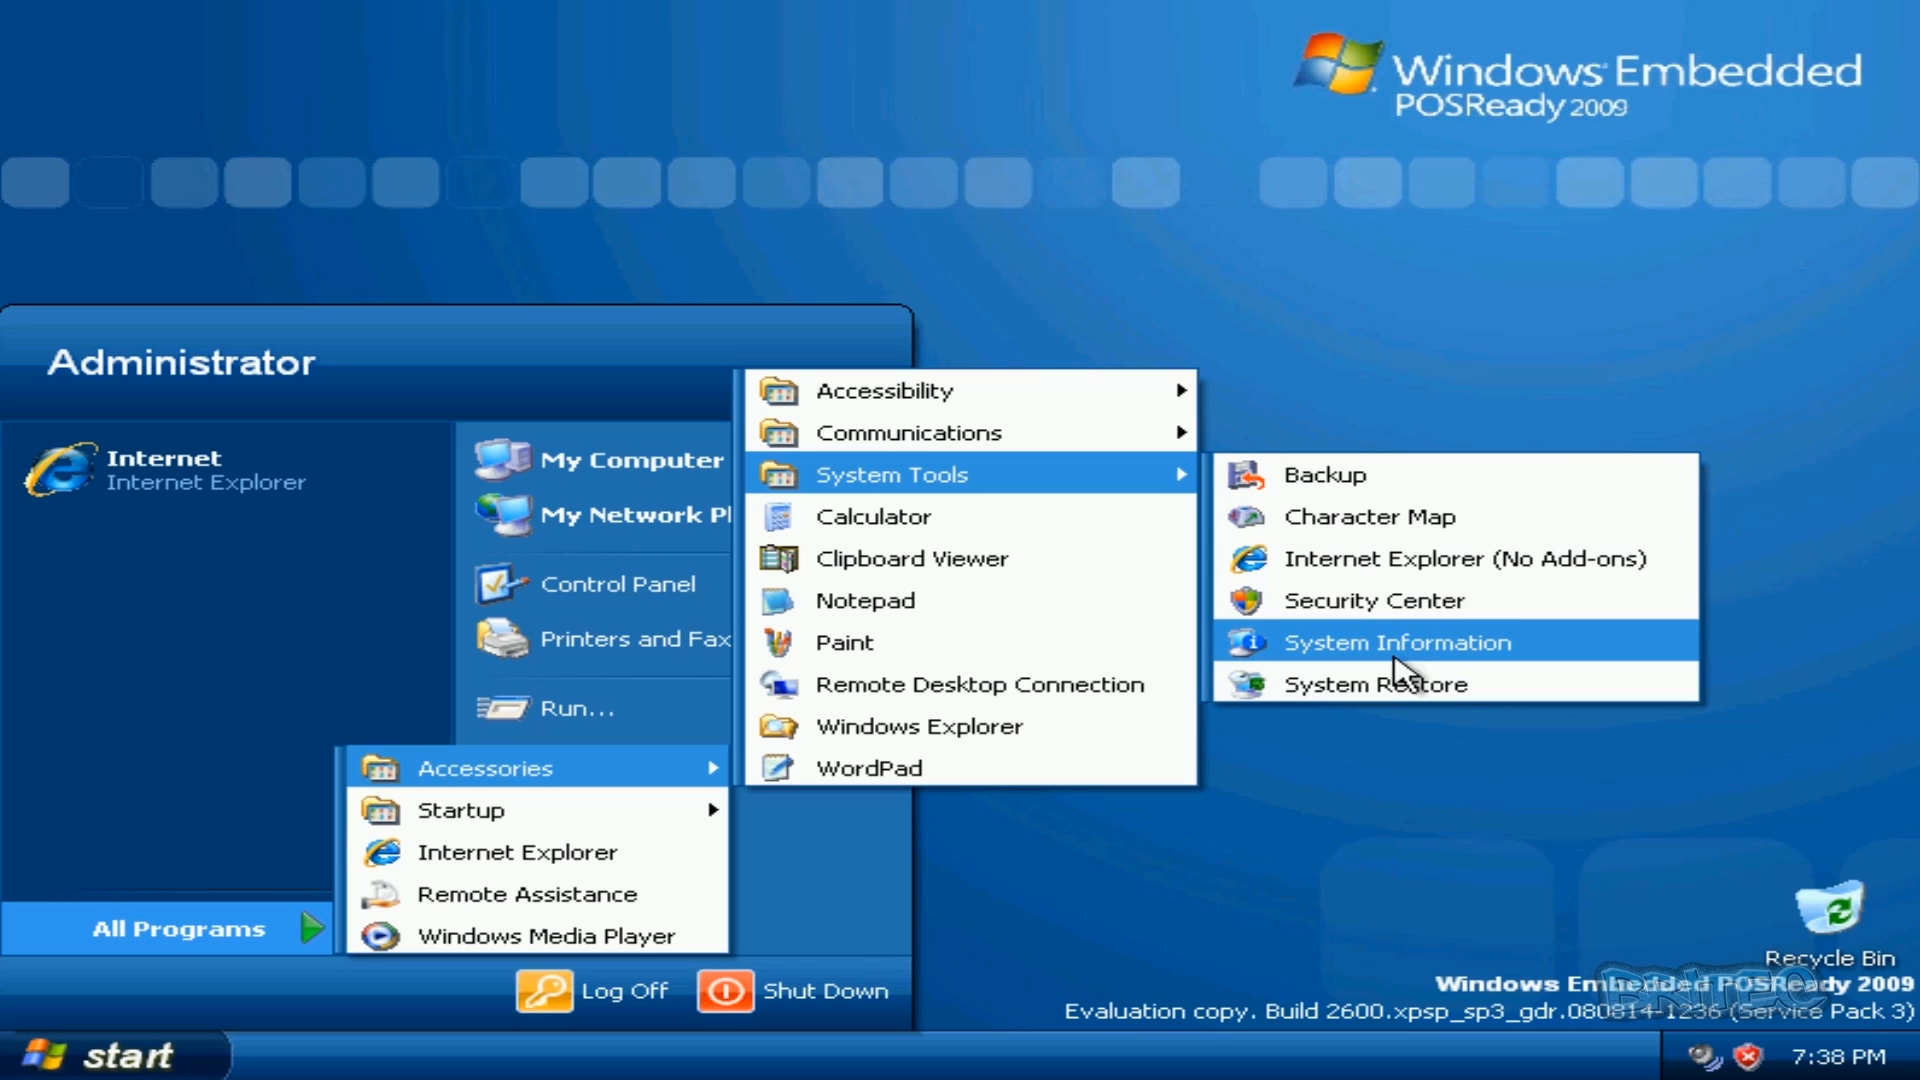 Windows Embedded
POSReady 2009
Administrator
Internet
Internet Explorer
My Computer
My Network Pl
Control Panel
Printers and Fax
Run...
Accessories
Startup
Internet Explorer
Remote Assistance
Windows Media Player
All Programs
Log Off
Shut Down
Accessibility
Communications
System Tools
Calculator
Clipboard Viewer
Notepad
Paint
Remote Desktop Connection
Windows Explorer
WordPad
Backup
Character Map
Internet Explorer (No Add-ons)
Security Center
System Information
System Restore
Recycle Bin
Windows Embedded POSReady 2009
Evaluation copy. Build 2600.xpsp_sp3_gdr.080814-1236 (Service Pack 3)
BRITEC
start
7:38 PM